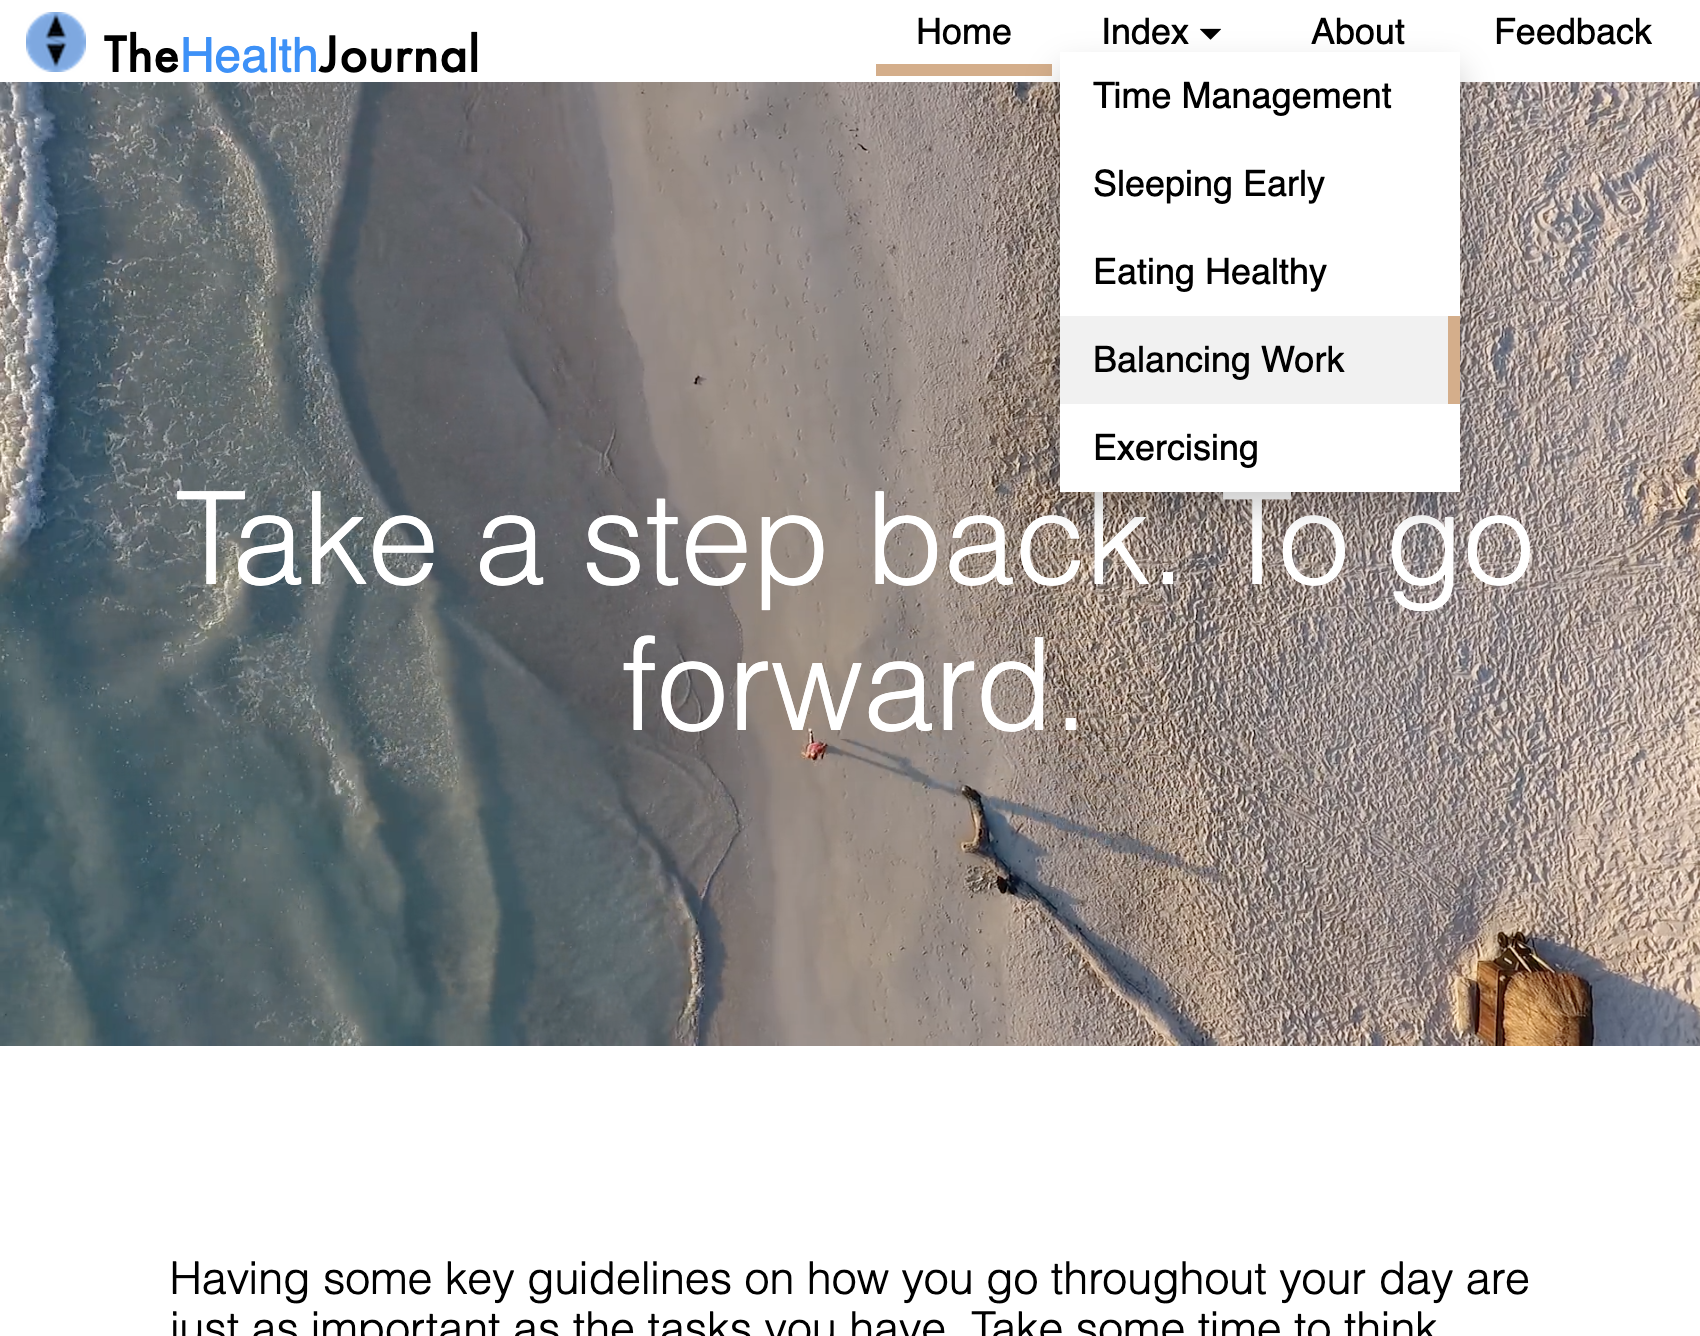 TheHealthJournal
Home Index About Feedback
Time Management
Sleeping Early
Eating Healthy
Balancing Work
Exercising
Take a step back. To go
forward.
Having some key guidelines on how you go throughout your day are
just as important as the tasks you have. Take some time to think